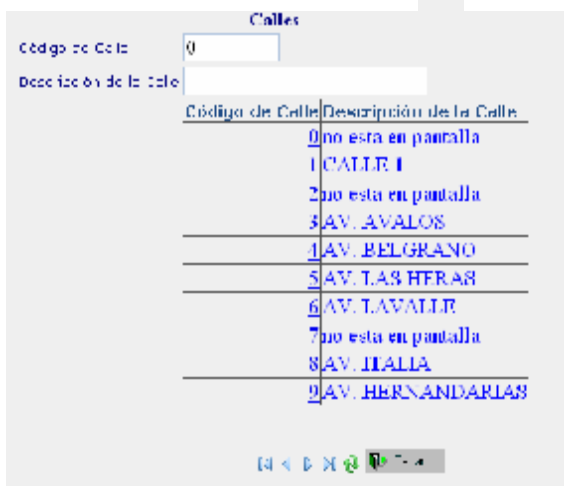 Calles
Código de Calle 0
Descripción de la Calle
Código de Calle Descripción de la Calle
0 no esta en pantalla
1 CALLE 1
2 no esta en pantalla
3 AV. AVALOS
4 AV. BELGRANO
5 AV. LAS HERAS
6 AV. LAVALLE
7 no esta en pantalla
8 AV. ITALIA
9 AV. HERNANDARIAS